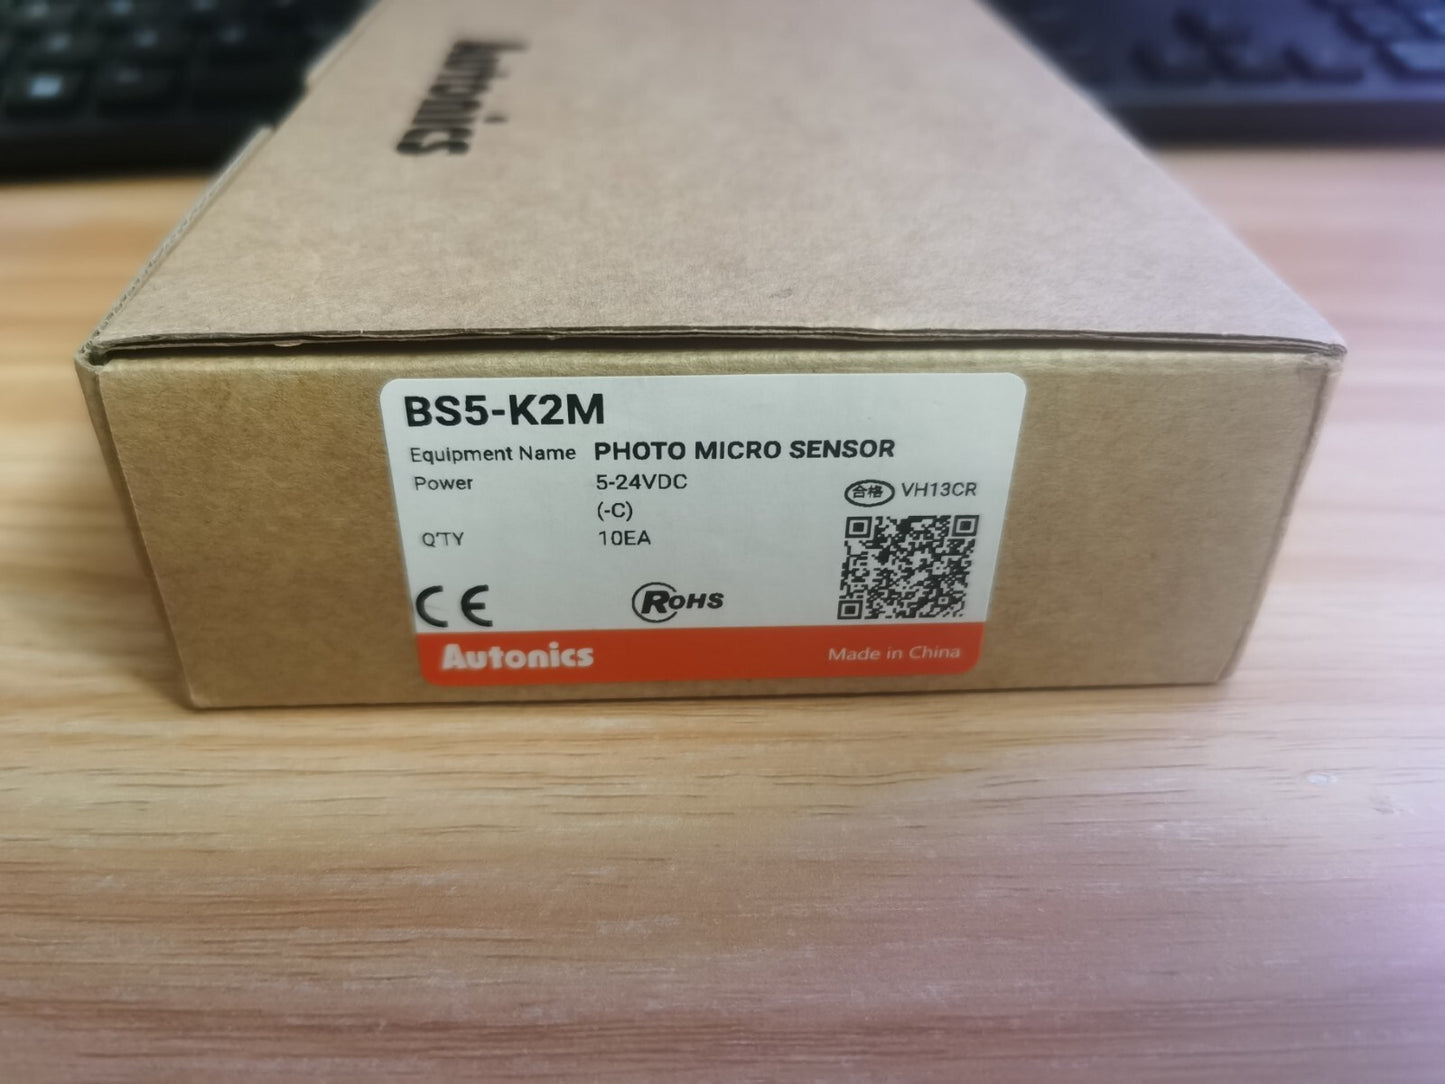 Autonics
BS5-K2M
Equipment Name PHOTO MICRO SENSOR
Power 5-24VDC
(-C)
合格 VH13CR
Q'TY 10EA
CE
RoHS
Autonics
Made in China